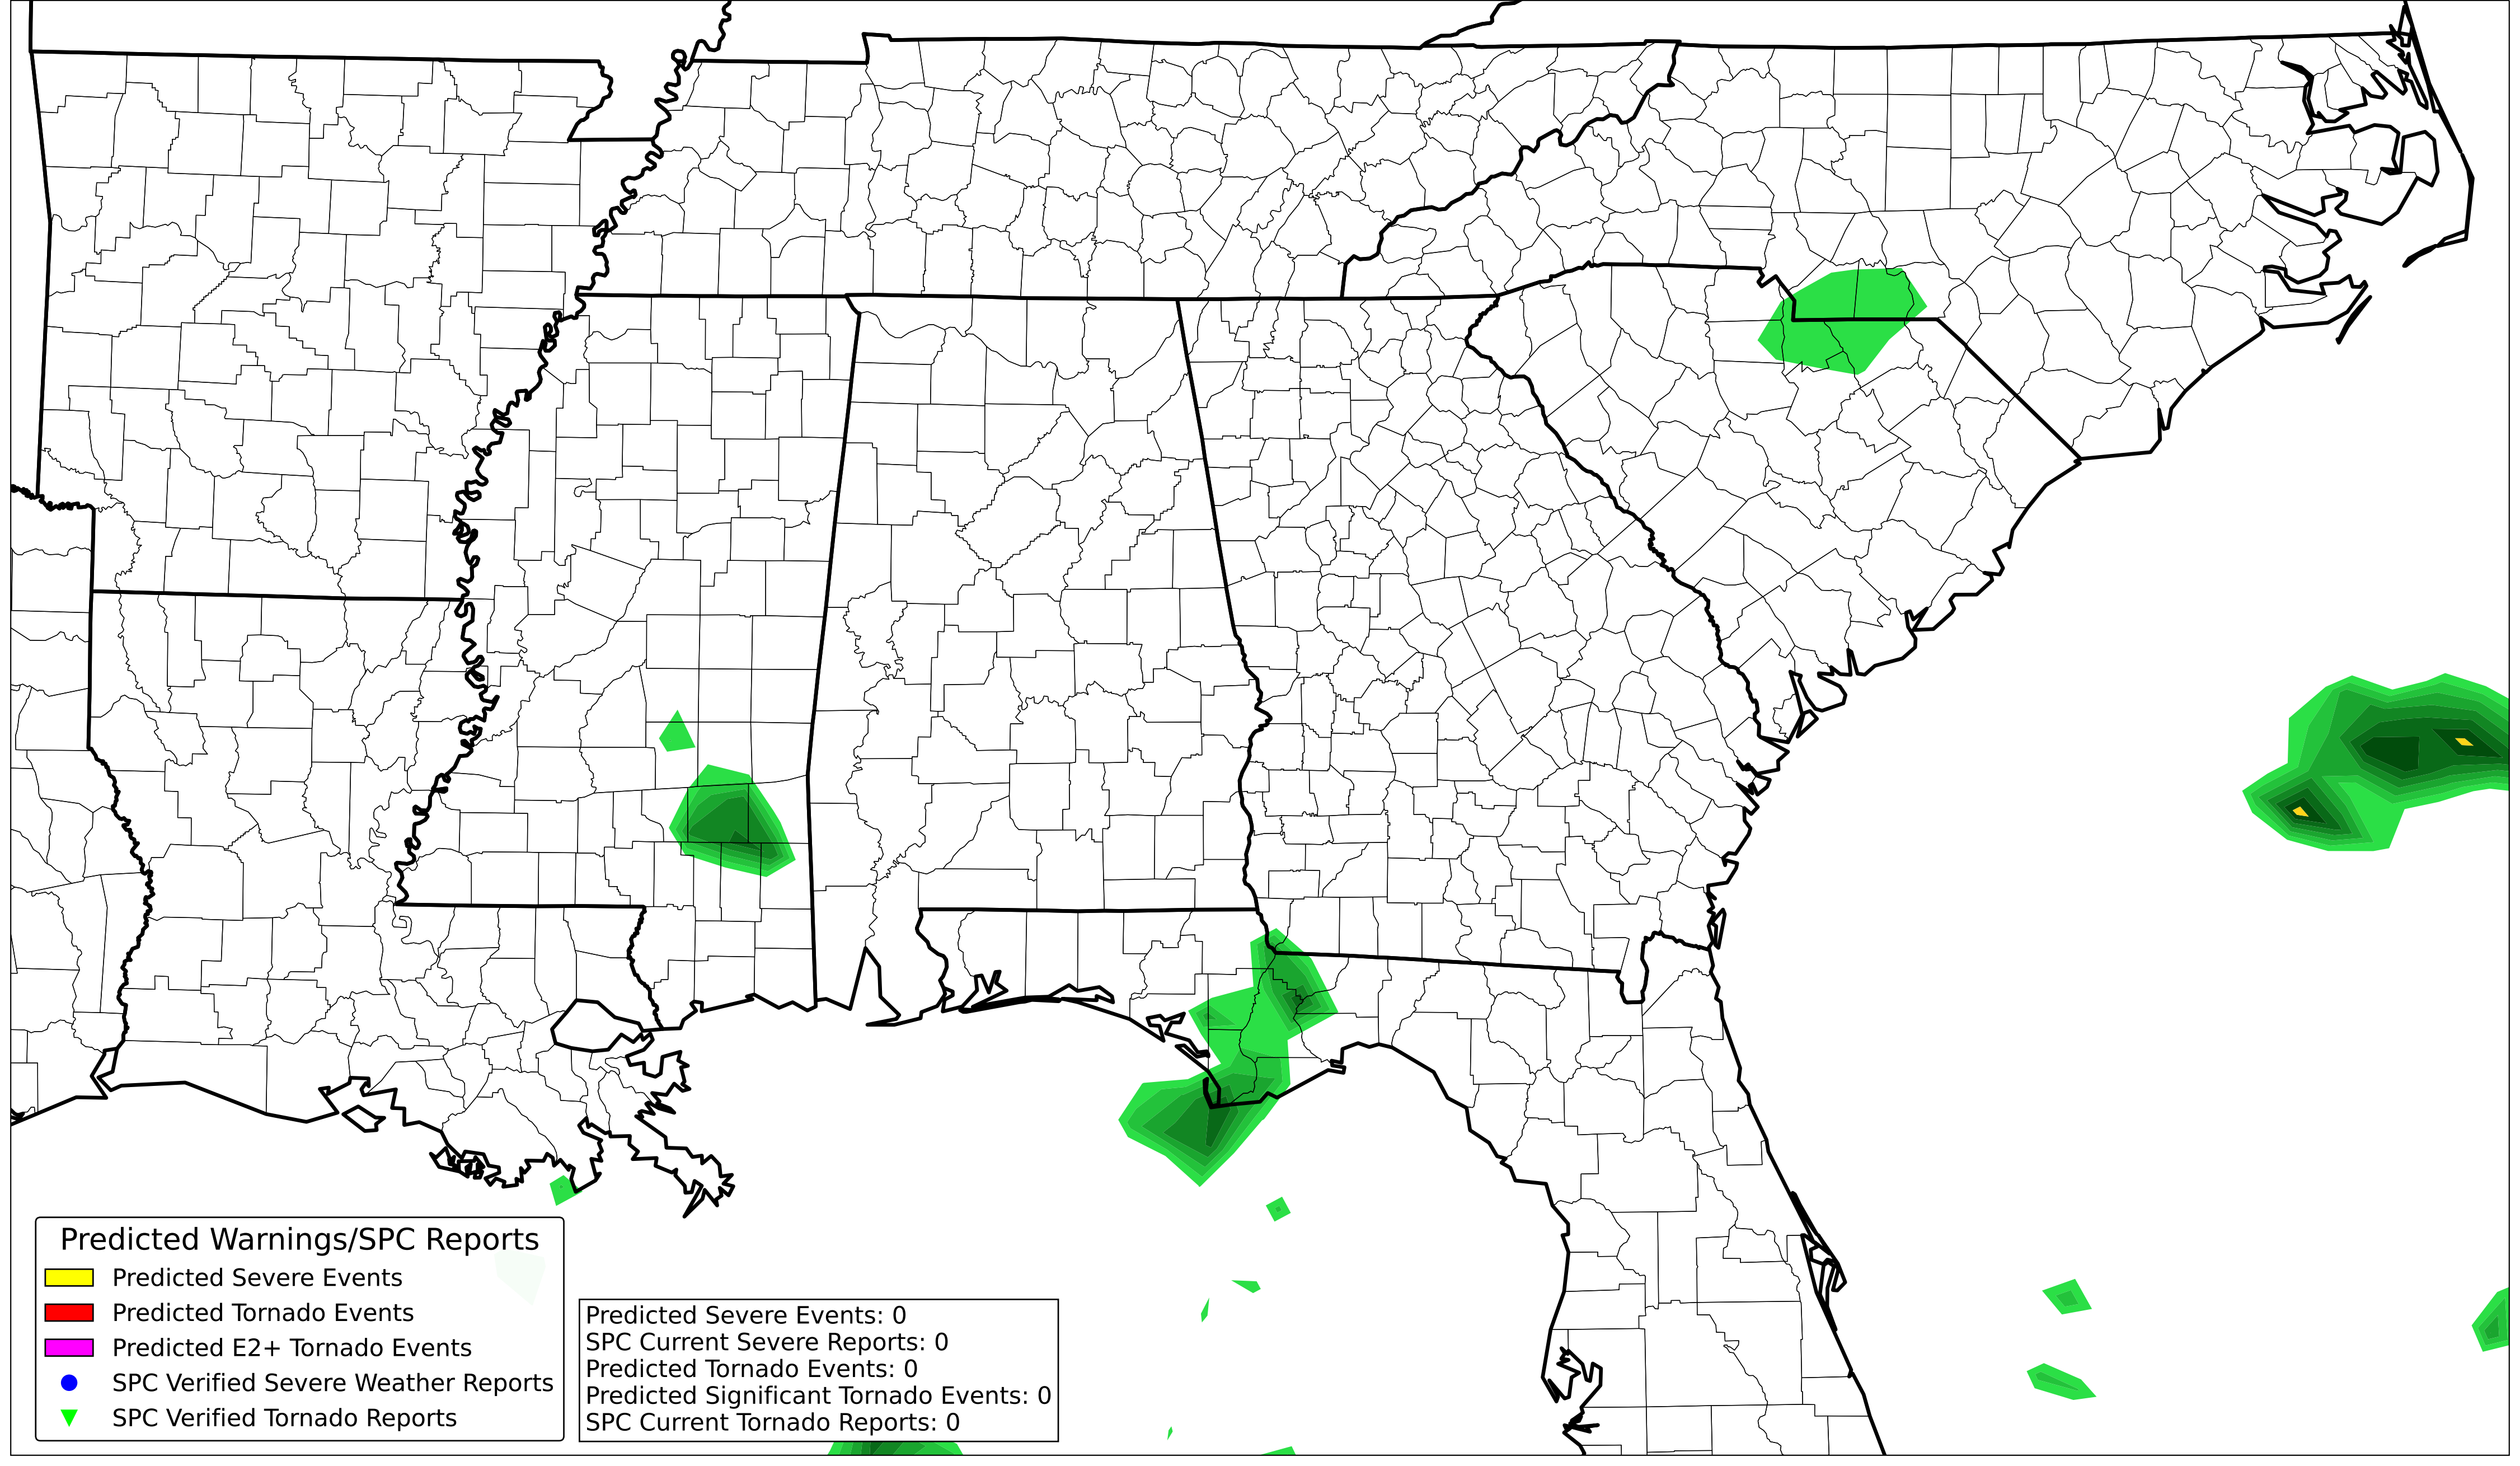 Predicted Warnings/SPC Reports
Predicted Severe Events
Predicted Tornado Events
Predicted E2+ Tornado Events
SPC Verified Severe Weather Reports
SPC Verified Tornado Reports
Predicted Severe Events: 0
SPC Current Severe Reports: 0
Predicted Tornado Events: 0
Predicted Significant Tornado Events: 0
SPC Current Tornado Reports: 0